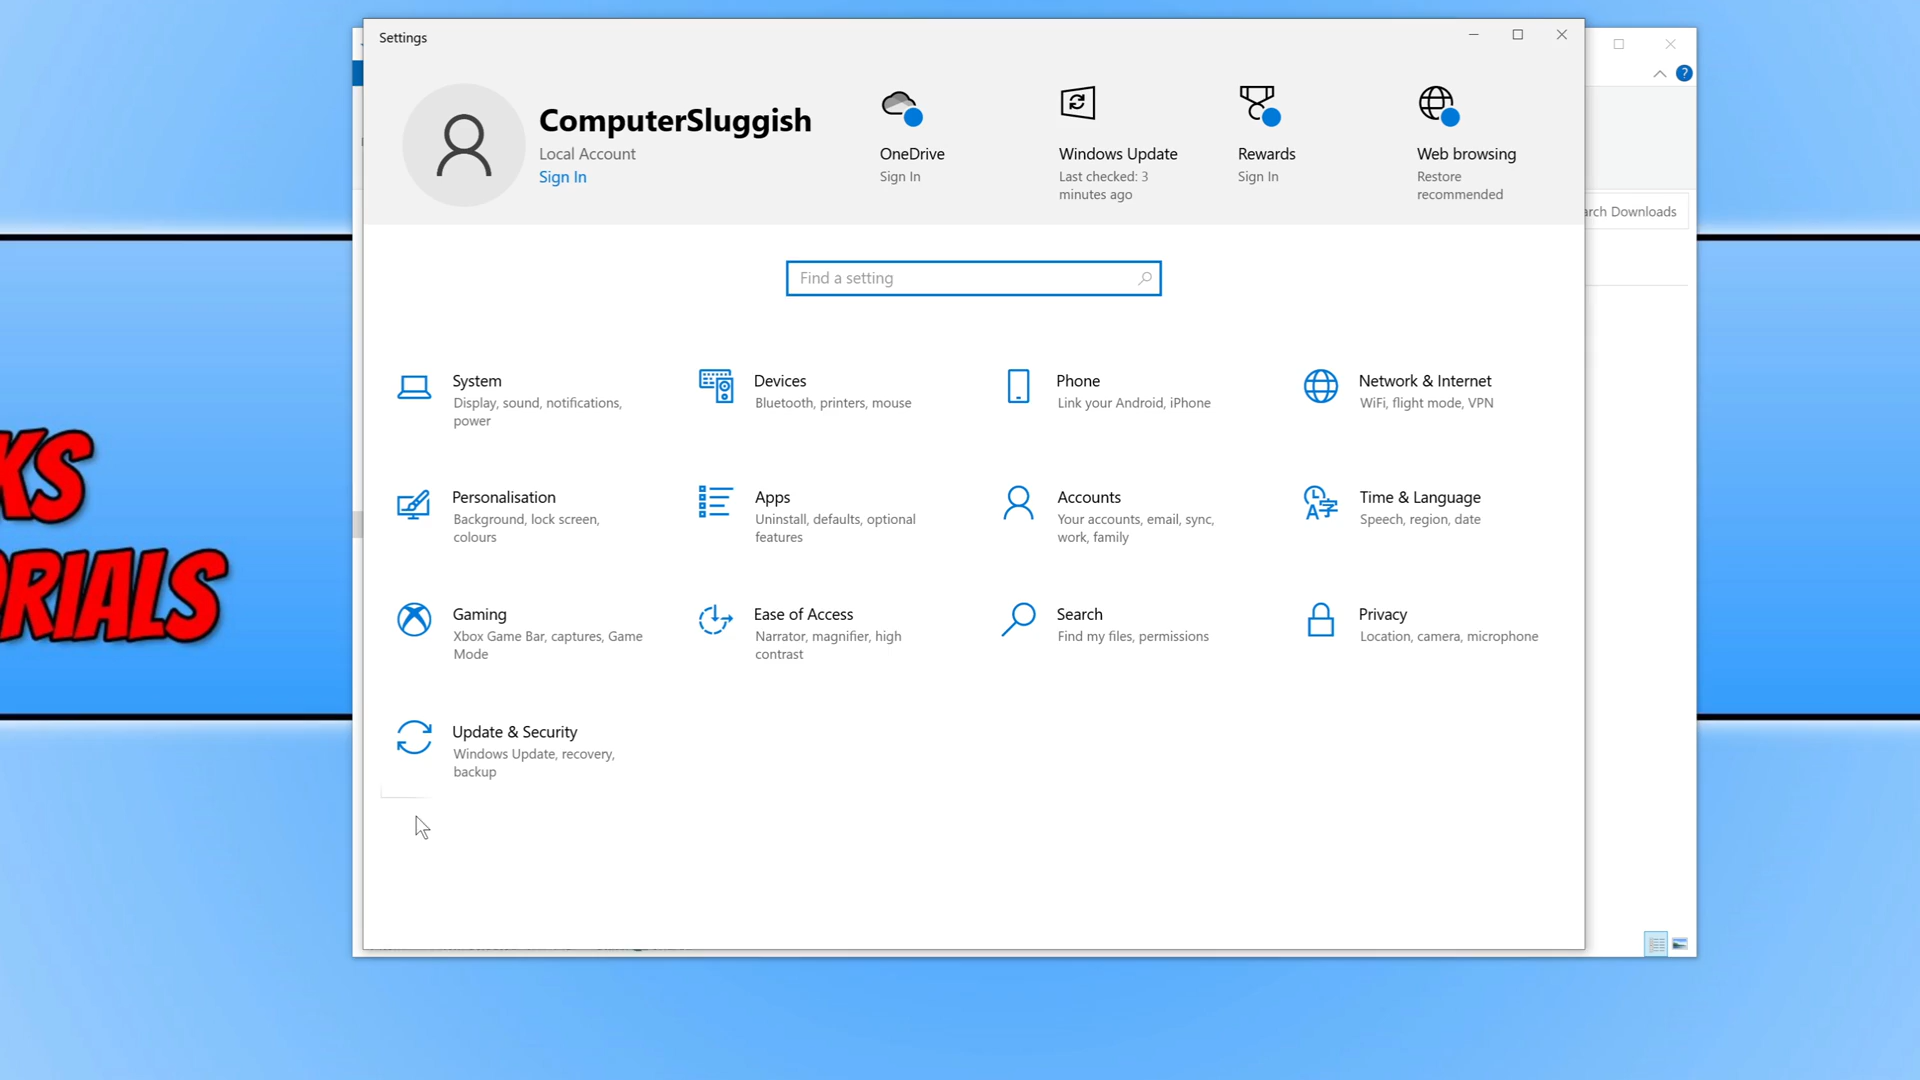 Settings
ComputerSluggish
Local Account
Sign In
OneDrive
Sign In
Windows Update
Last checked: 3
minutes ago
Rewards
Sign In
Web browsing
Restore
recommended
?
arch Downloads
Find a setting
System
Display, sound, notifications,
power
Devices
Bluetooth, printers, mouse
Phone
Link your Android, iPhone
Network & Internet
WiFi, flight mode, VPN
Personalisation
Background, lock screen,
colours
Apps
Uninstall, defaults, optional
features
Accounts
Your accounts, email, sync,
work, family
Time & Language
Speech, region, date
Gaming
Xbox Game Bar, captures, Game
Mode
Ease of Access
Narrator, magnifier, high
contrast
Search
Find my files, permissions
Privacy
Location, camera, microphone
Update & Security
Windows Update, recovery,
backup
KS
ORIALS